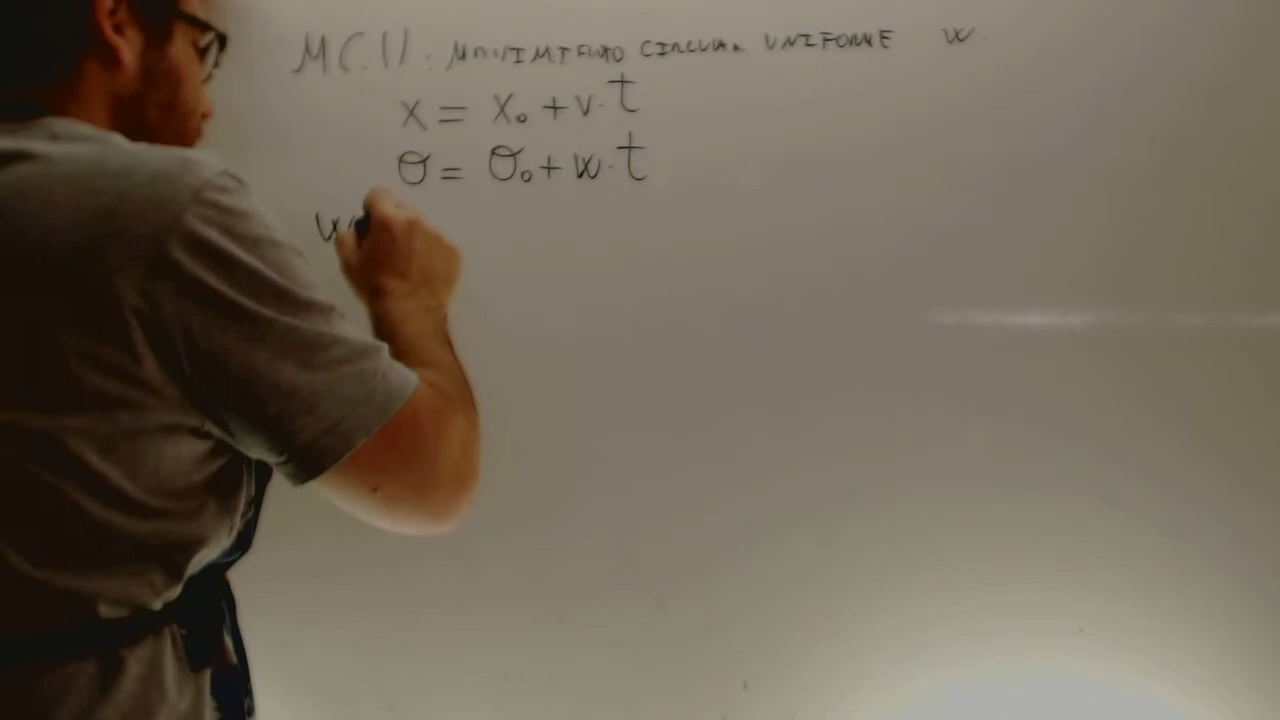 M.C.U. MOVIMIENTO CIRCULAR UNIFORME w
x = x₀ + v · t
θ = θ₀ + w · t
w